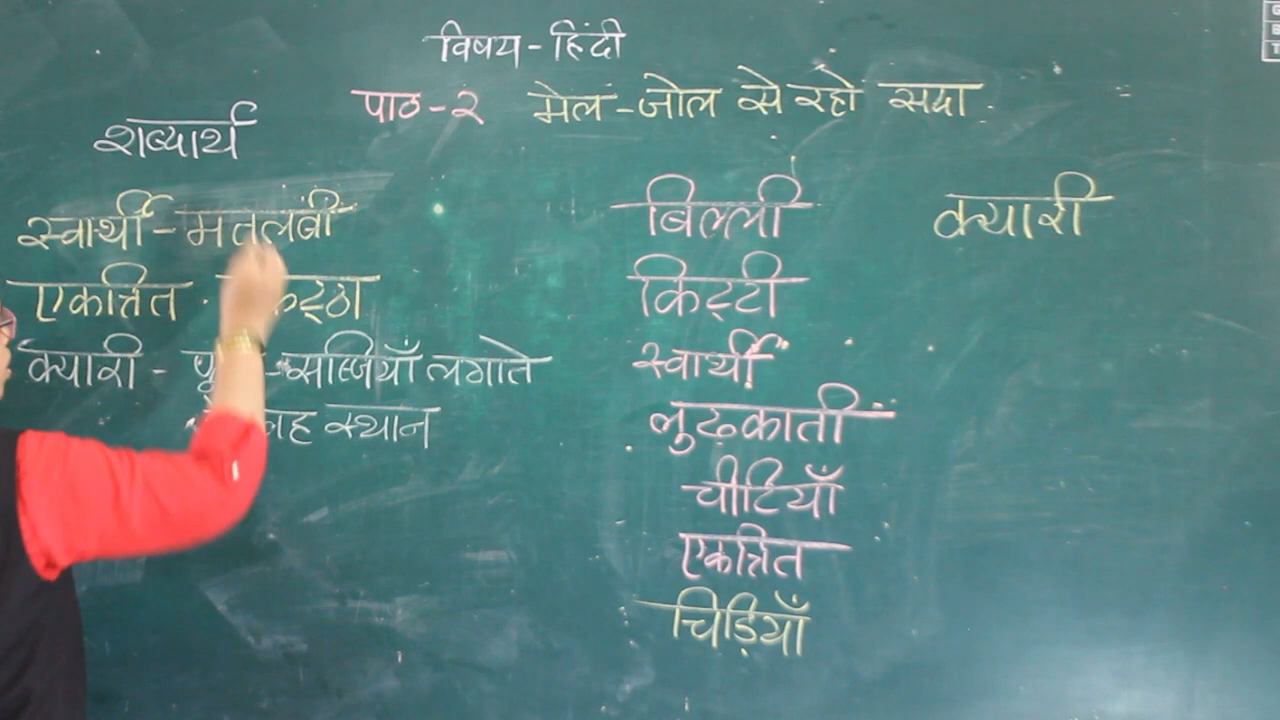 विषय - हिंदी
पाठ - २ मेल - जोल से रहो सदा
शब्दार्थ
स्वार्थी - मतलबी
एकत्रित
क्यारी - सब्जियाँ लगाते
स्थान
बिल्ली
किट्टी
स्वार्थी
लुढ़काती
चीटियाँ
एकत्रित
चिड़ियाँ
क्यारी